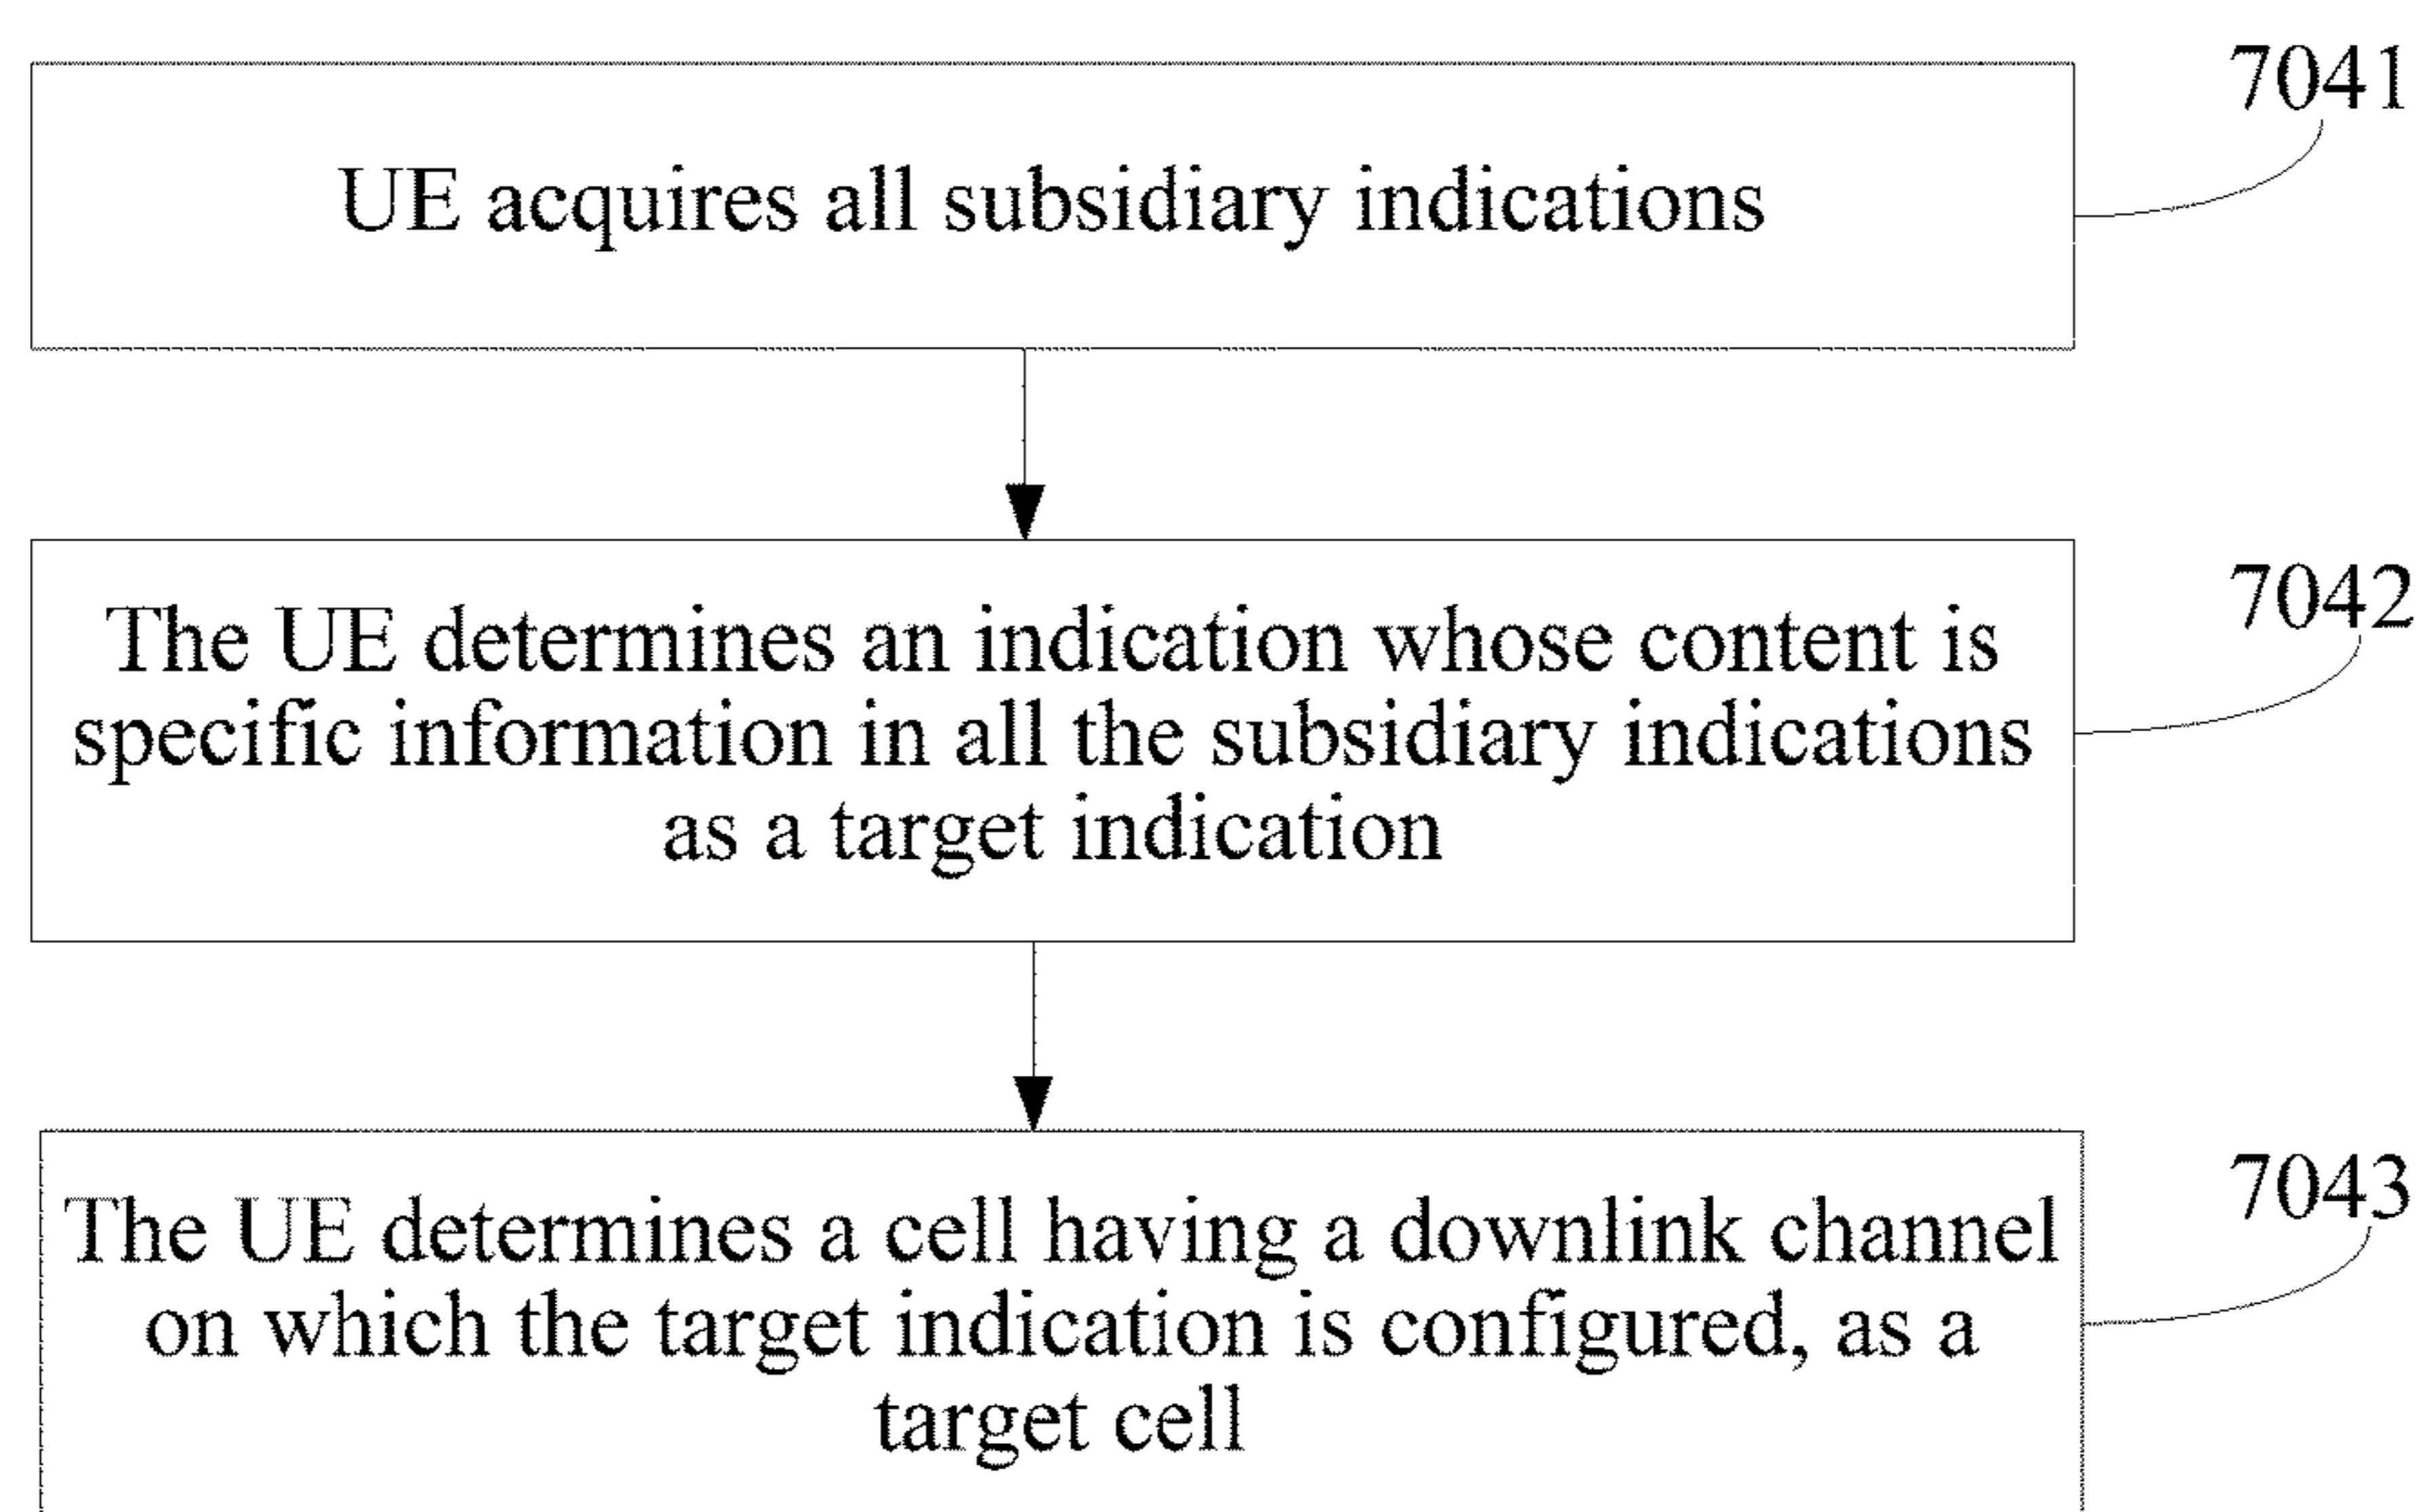 7041
UE acquires all subsidiary indications
7042
The UE determines an indication whose content is
specific information in all the subsidiary indications
as a target indication
7043
The UE determines a cell having a downlink channel
on which the target indication is configured, as a
target cell